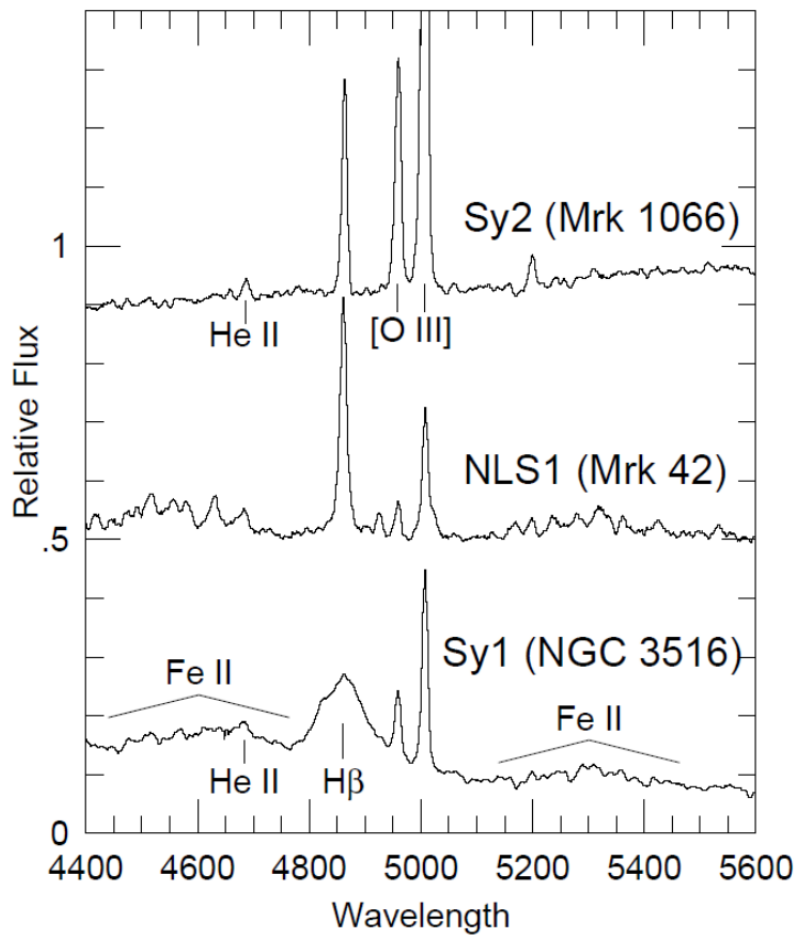 1
Sy2 (Mrk 1066)
He II
[O III]
Relative Flux
NLS1 (Mrk 42)
.5
Sy1 (NGC 3516)
Fe II
Fe II
He II
Hβ
0
4400 4600 4800 5000 5200 5400 5600
Wavelength